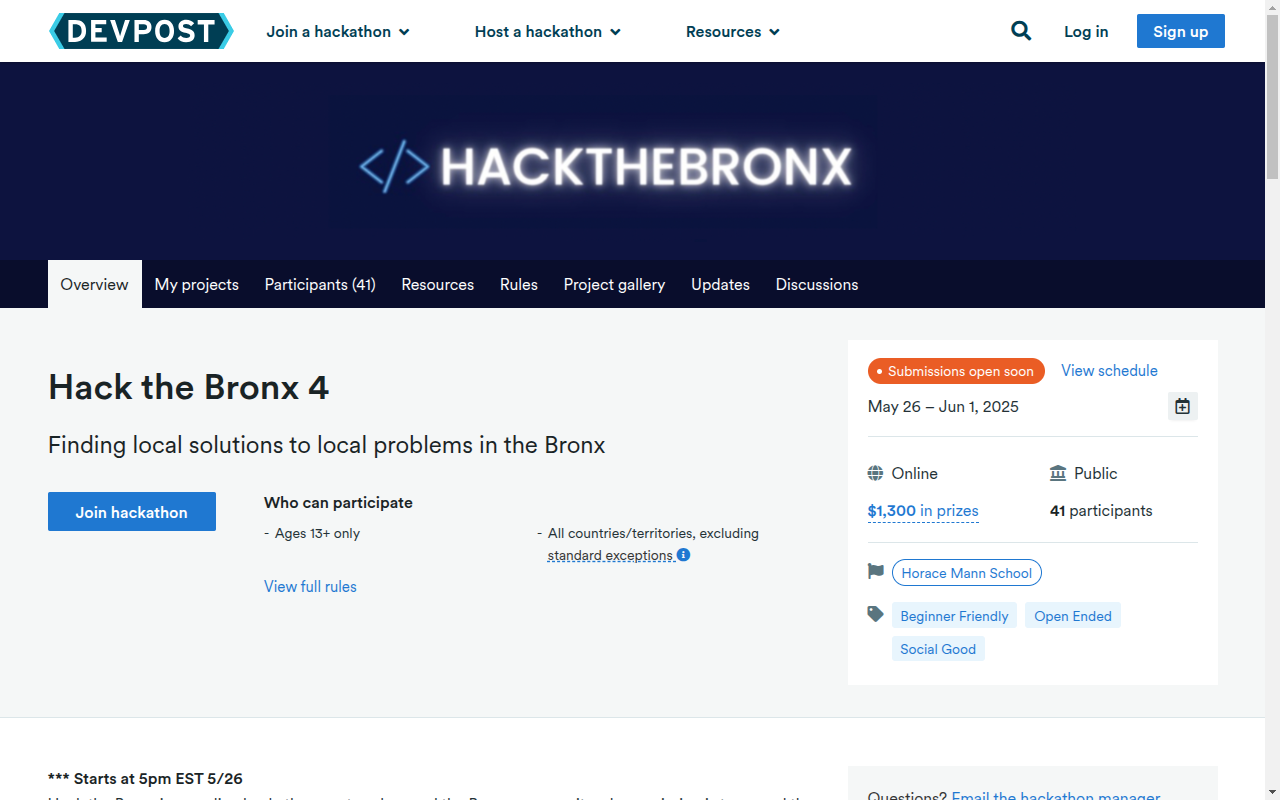 DEVPOST Join a hackathon Host a hackathon Resources Log in Sign up
</> HACKTHEBRONX
Overview My projects Participants (41) Resources Rules Project gallery Updates Discussions
Hack the Bronx 4
Finding local solutions to local problems in the Bronx
Join hackathon
Who can participate
- Ages 13+ only
- All countries/territories, excluding
standard exceptions
View full rules
Submissions open soon View schedule
May 26 – Jun 1, 2025
Online Public
$1,300 in prizes 41 participants
Horace Mann School
Beginner Friendly Open Ended
Social Good
*** Starts at 5pm EST 5/26
Questions? Email the hackathon manager